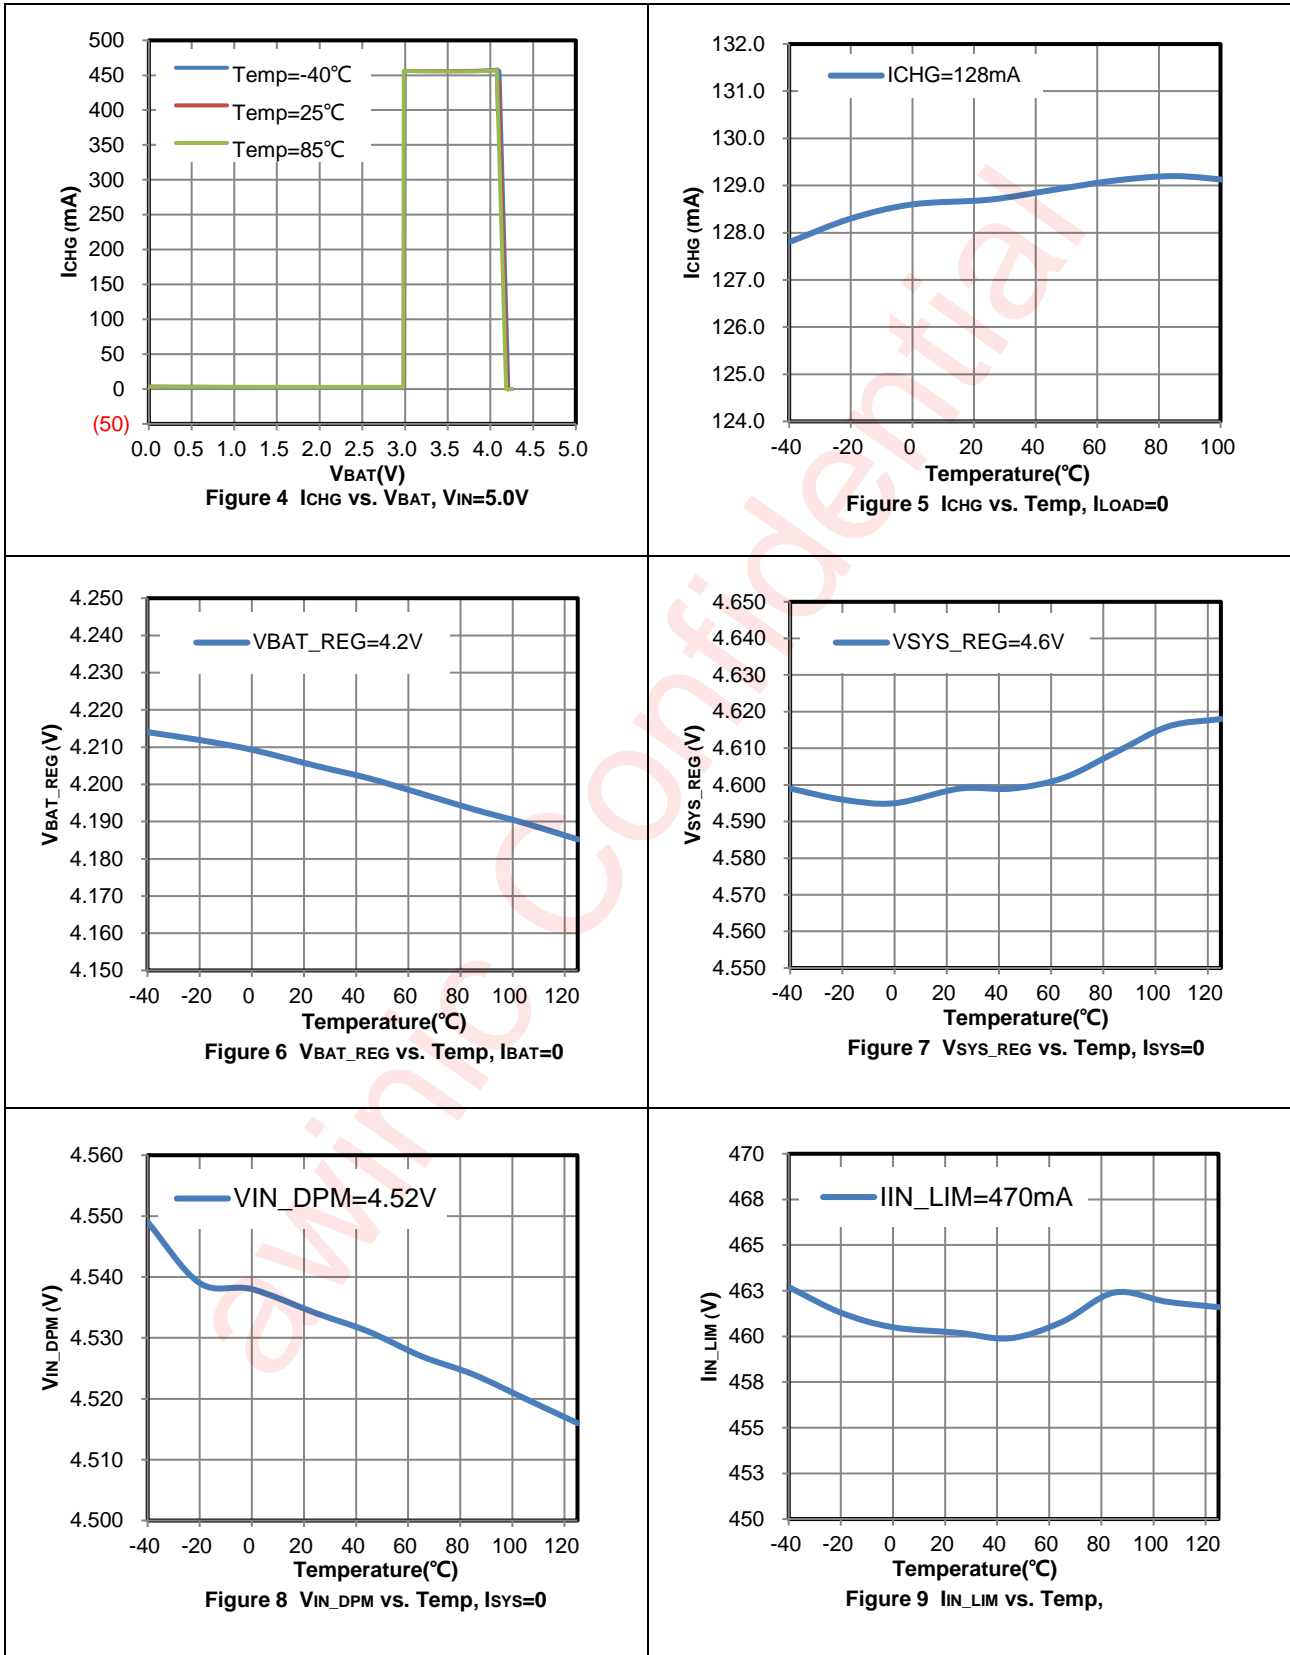 500
450
400
350
300
250
200
150
100
50
0
(50)
ICHG (mA)
Temp=-40℃
Temp=25℃
Temp=85℃
0.0 0.5 1.0 1.5 2.0 2.5 3.0 3.5 4.0 4.5 5.0
VBAT(V)
Figure 4 ICHG vs. VBAT, VIN=5.0V
132.0
131.0
130.0
129.0
128.0
127.0
126.0
125.0
124.0
ICHG (mA)
ICHG=128mA
-40 -20 0 20 40 60 80 100
Temperature(℃)
Figure 5 ICHG vs. Temp, ILOAD=0
4.250
4.240
4.230
4.220
4.210
4.200
4.190
4.180
4.170
4.160
4.150
VBAT_REG (V)
VBAT_REG=4.2V
-40 -20 0 20 40 60 80 100 120
Temperature(℃)
Figure 6 VBAT_REG vs. Temp, IBAT=0
4.650
4.640
4.630
4.620
4.610
4.600
4.590
4.580
4.570
4.560
4.550
VSYS_REG (V)
VSYS_REG=4.6V
-40 -20 0 20 40 60 80 100 120
Temperature(℃)
Figure 7 VSYS_REG vs. Temp, ISYS=0
4.560
4.550
4.540
4.530
4.520
4.510
4.500
VIN_DPM (V)
VIN_DPM=4.52V
-40 -20 0 20 40 60 80 100 120
Temperature(℃)
Figure 8 VIN_DPM vs. Temp, ISYS=0
470
468
465
463
460
458
455
453
450
IIN_LIM (V)
IIN_LIM=470mA
-40 -20 0 20 40 60 80 100 120
Temperature(℃)
Figure 9 IIN_LIM vs. Temp,
awinic Confidential